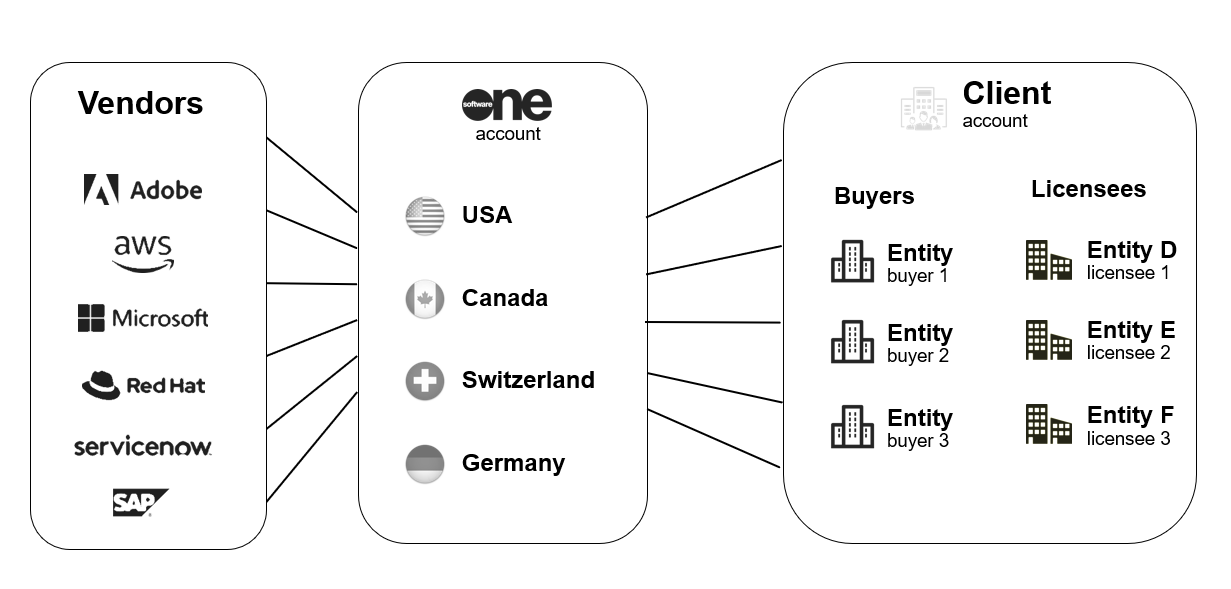 Vendors
Adobe
aws
Microsoft
Red Hat
servicenow.
SAP
software one
account
USA
Canada
Switzerland
Germany
Client
account
Buyers
Entity
buyer 1
Entity
buyer 2
Entity
buyer 3
Licensees
Entity D
licensee 1
Entity E
licensee 2
Entity F
licensee 3